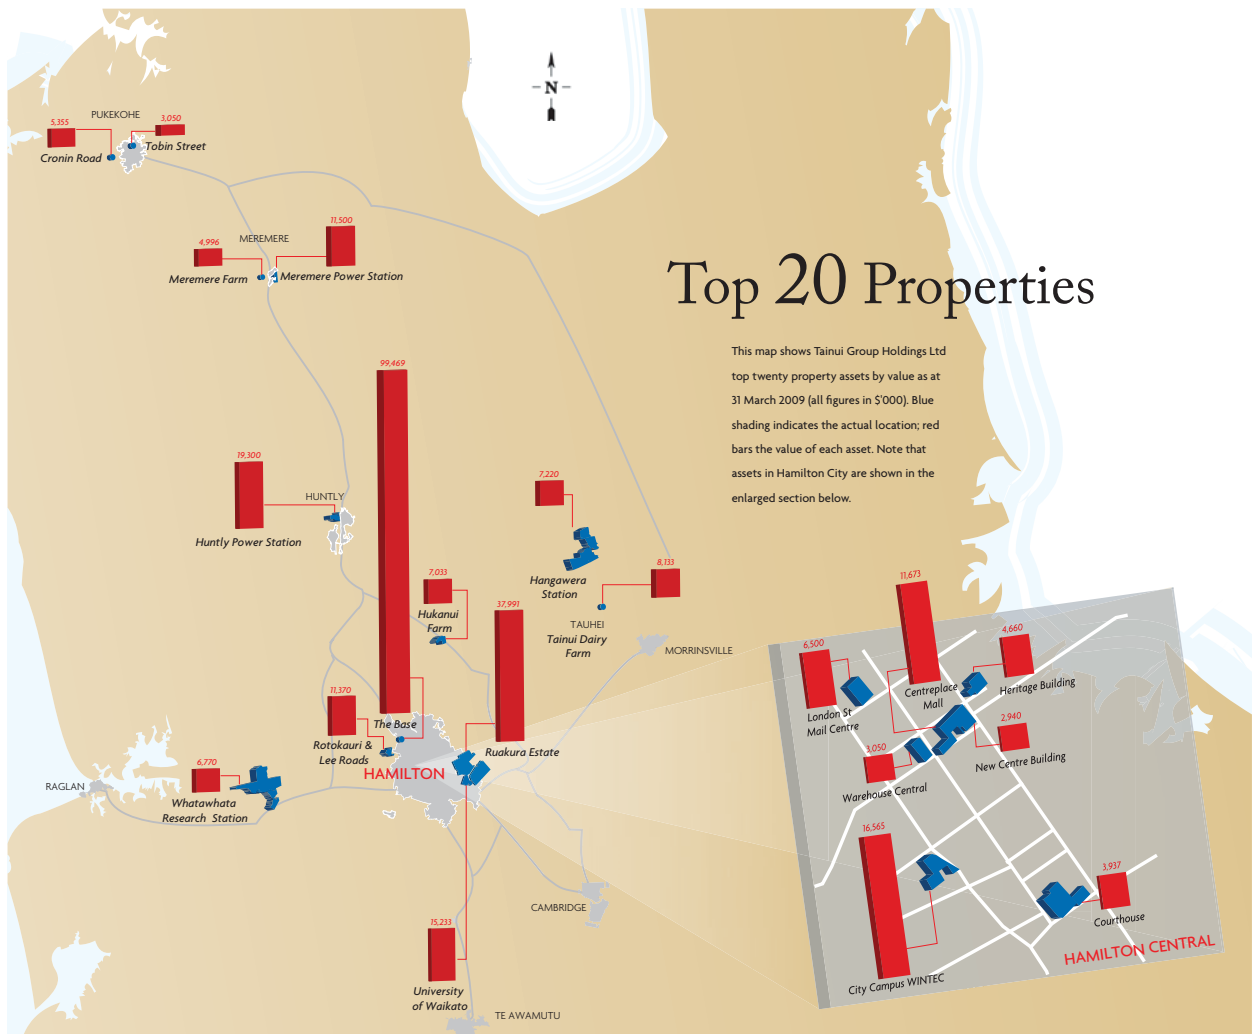 N
PUKEKOHE
5,355
3,050
Cronin Road
Tobin Street
11,500
4,996
MEREMERE
Meremere Farm
Meremere Power Station
Top 20 Properties
This map shows Tainui Group Holdings Ltd
top twenty property assets by value as at
31 March 2009 (all figures in $'000). Blue
shading indicates the actual location; red
bars the value of each asset. Note that
assets in Hamilton City are shown in the
enlarged section below.
99,469
19,300
HUNTLY
Huntly Power Station
7,220
Hangawera
Station
8,133
TAUHEI
Tainui Dairy
Farm
MORRINSVILLE
7,033
Hukanui
Farm
37,991
Ruakura Estate
11,370
The Base
Rotokauri &
Lee Roads
HAMILTON
6,770
RAGLAN
Whatawhata
Research Station
CAMBRIDGE
15,233
University
of Waikato
TE AWAMUTU
11,673
6,500
4,660
London St
Mail Centre
Centreplace
Mall
Heritage Building
2,940
New Centre Building
3,050
Warehouse Central
16,565
City Campus WINTEC
3,937
Courthouse
HAMILTON CENTRAL